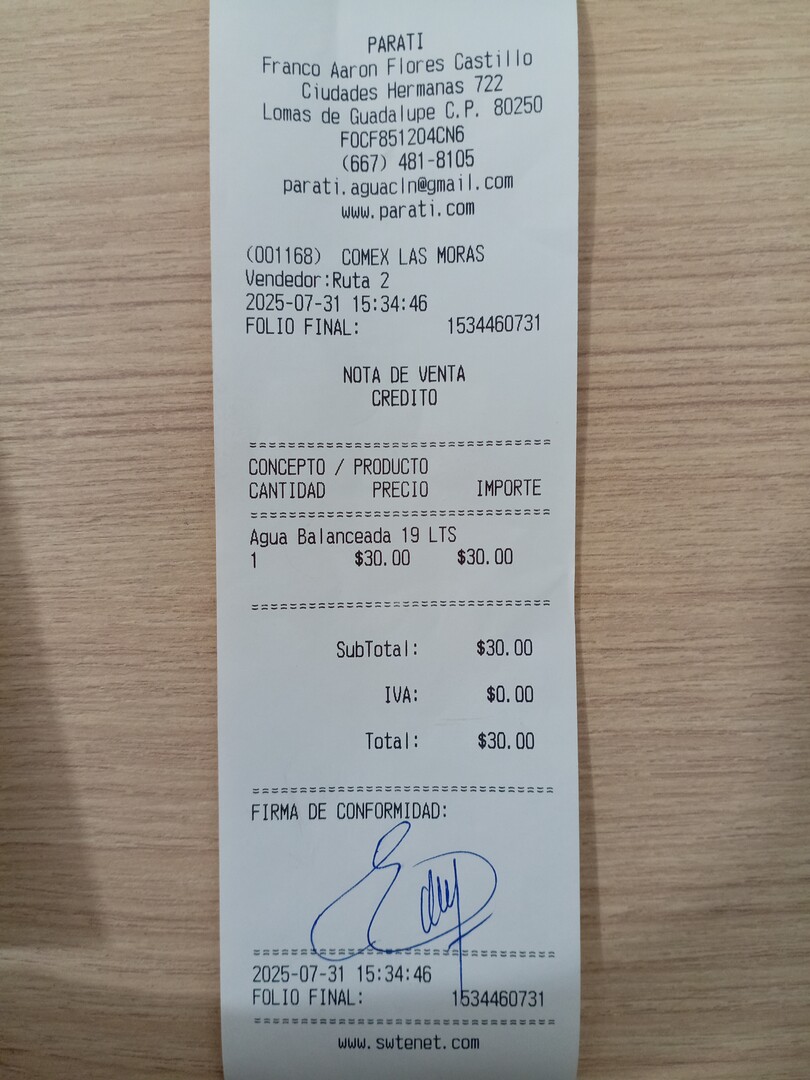 PARATI
Franco Aaron Flores Castillo
Ciudades Hermanas 722
Lomas de Guadalupe C.P. 80250
FOCF851204CN6
(667) 481-8105
parati.aguacln@gmail.com
www.parati.com
(001168) COMEX LAS MORAS
Vendedor:Ruta 2
2025-07-31 15:34:46
FOLIO FINAL: 1534460731
NOTA DE VENTA
CREDITO
CONCEPTO / PRODUCTO
CANTIDAD PRECIO IMPORTE
Agua Balanceada 19 LTS
1 $30.00 $30.00
SubTotal: $30.00
IVA: $0.00
Total: $30.00
FIRMA DE CONFORMIDAD:
2025-07-31 15:34:46
FOLIO FINAL: 1534460731
www.swtenet.com